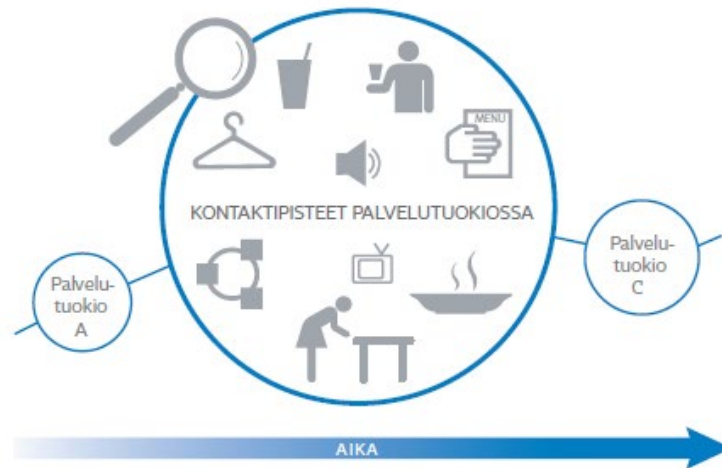 MENU
KONTAKTIPISTEET PALVELUTUOKIOSSA
Palvelu-
tuokio
A
Palvelu-
tuokio
C
AIKA